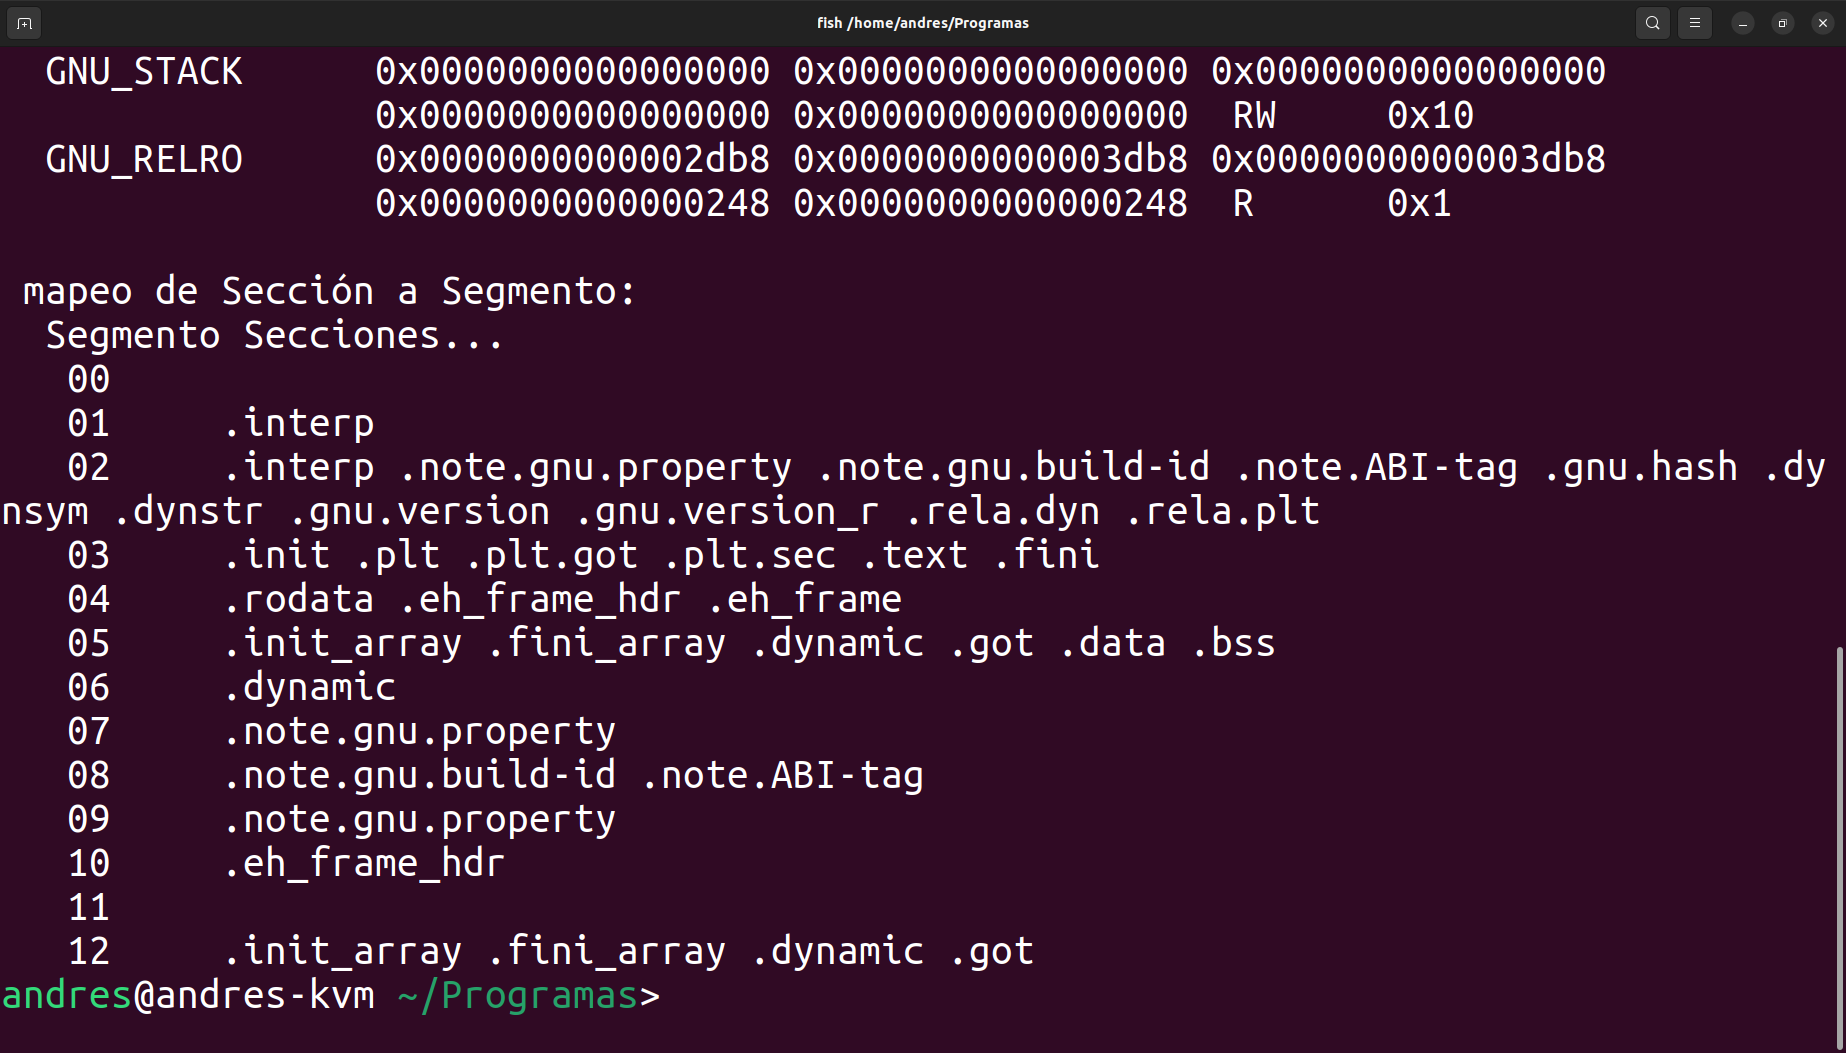 fish /home/andres/Programas
GNU_STACK 0x0000000000000000 0x0000000000000000 0x0000000000000000
0x0000000000000000 0x0000000000000000 RW 0x10
GNU_RELRO 0x0000000000002db8 0x0000000000003db8 0x0000000000003db8
0x0000000000000248 0x0000000000000248 R 0x1
mapeo de Sección a Segmento:
Segmento Secciones...
00
01 .interp
02 .interp .note.gnu.property .note.gnu.build-id .note.ABI-tag .gnu.hash .dy
nsym .dynstr .gnu.version .gnu.version_r .rela.dyn .rela.plt
03 .init .plt .plt.got .plt.sec .text .fini
04 .rodata .eh_frame_hdr .eh_frame
05 .init_array .fini_array .dynamic .got .data .bss
06 .dynamic
07 .note.gnu.property
08 .note.gnu.build-id .note.ABI-tag
09 .note.gnu.property
10 .eh_frame_hdr
11
12 .init_array .fini_array .dynamic .got
andres@andres-kvm ~/Programas>